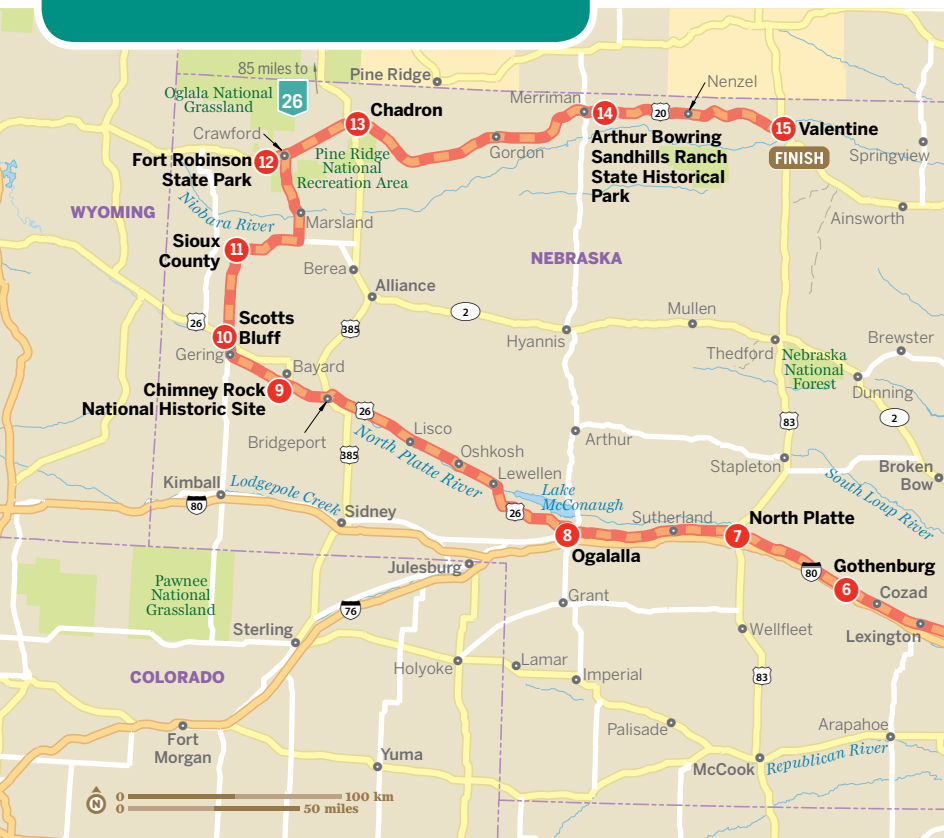 85 miles to
Pine Ridge
Oglala National
Grassland
26
Nenzel
Merriman
13
Chadron
14
20
Crawford
Arthur Bowring
Sandhills Ranch
State Historical
Park
15
Valentine
FINISH
Gordon
Springview
12
Fort Robinson
State Park
Pine Ridge
National
Recreation Area
WYOMING
Niobara River
Marsland
Ainsworth
Sioux
County
11
NEBRASKA
Berea
Alliance
2
26
Scotts
Bluff
10
385
Mullen
Hyannis
Thedford
Nebraska
National
Forest
Brewster
Gering
Bayard
Chimney Rock
National Historic Site
9
Dunning
2
26
83
Bridgeport
Lisco
North Platte River
Arthur
385
Oshkosh
Stapleton
Broken
Bow
Lewellen
South Loup River
Kimball
Lodgepole Creek
80
Lake
McConaugh
26
Sidney
Sutherland
North Platte
8
7
Ogalalla
Julesburg
80
Gothenburg
6
Cozad
Pawnee
National
Grassland
76
Grant
Lexington
Sterling
Wellfleet
Holyoke
Lamar
Imperial
COLORADO
83
Palisade
Arapahoe
Fort
Morgan
Yuma
McCook
Republican River
N
0
100 km
0
50 miles